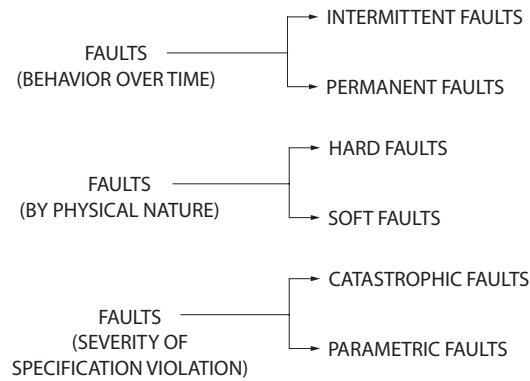 INTERMITTENT FAULTS
FAULTS
(BEHAVIOR OVER TIME)
PERMANENT FAULTS
HARD FAULTS
FAULTS
(BY PHYSICAL NATURE)
SOFT FAULTS
CATASTROPHIC FAULTS
FAULTS
(SEVERITY OF
SPECIFICATION VIOLATION)
PARAMETRIC FAULTS